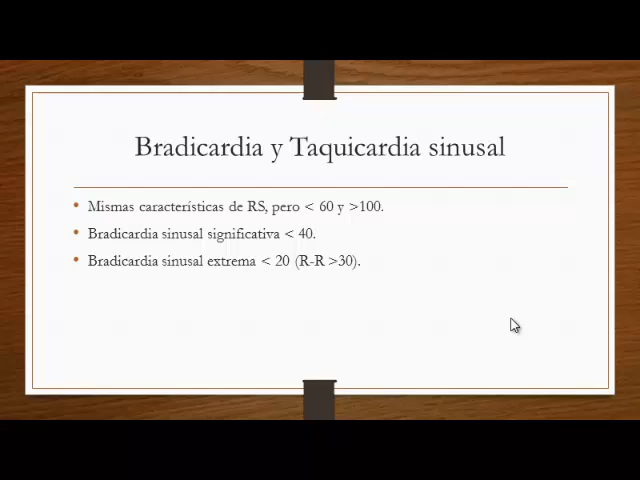 Bradicardia y Taquicardia sinusal
• Mismas características de RS, pero < 60 y >100.
• Bradicardia sinusal significativa < 40.
• Bradicardia sinusal extrema < 20 (R-R >30).